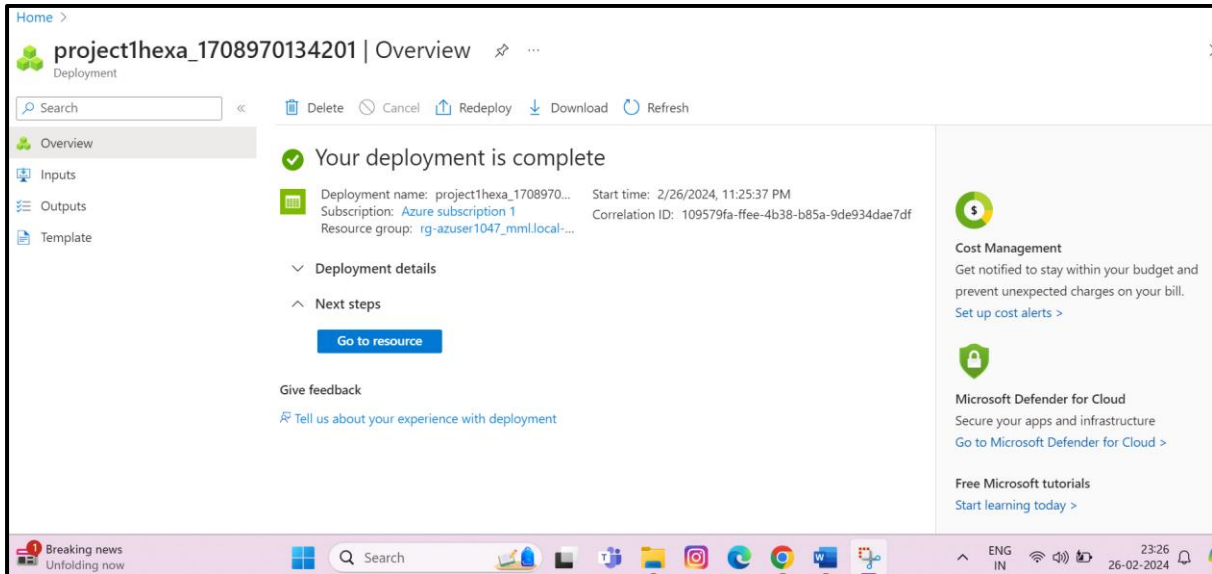 Home >
project1hexa_1708970134201 | Overview
Deployment
Search
Delete Cancel Redeploy Download Refresh
Overview
Inputs
Outputs
Template
Your deployment is complete
Deployment name: project1hexa_1708970...
Subscription: Azure subscription 1
Resource group: rg-azuser1047_mml.local-...
Start time: 2/26/2024, 11:25:37 PM
Correlation ID: 109579fa-ffee-4b38-b85a-9de934dae7df
Deployment details
Next steps
Go to resource
Give feedback
Tell us about your experience with deployment
Cost Management
Get notified to stay within your budget and
prevent unexpected charges on your bill.
Set up cost alerts >
Microsoft Defender for Cloud
Secure your apps and infrastructure
Go to Microsoft Defender for Cloud >
Free Microsoft tutorials
Start learning today >
1
Breaking news
Unfolding now
Search
ENG
IN
23:26
26-02-2024